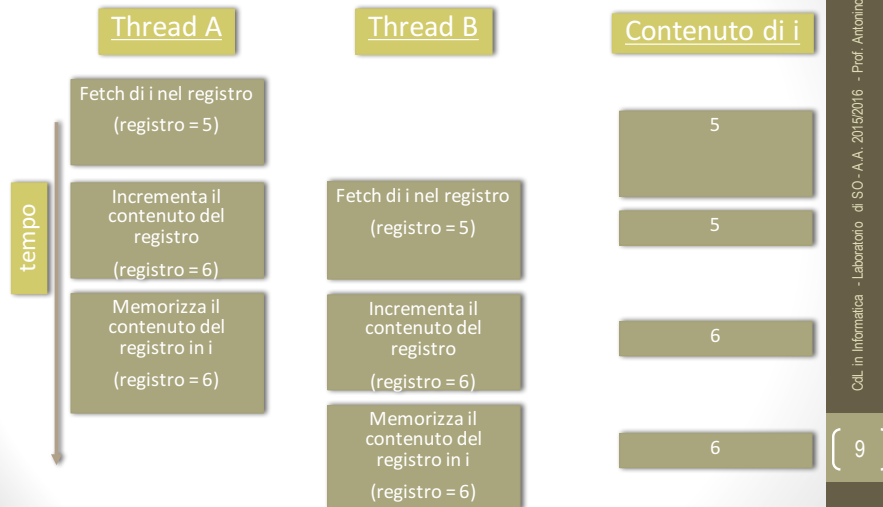 Thread A
Thread B
Contenuto di i
tempo
Fetch di i nel registro
(registro = 5)
Incrementa il
contenuto del
registro
(registro = 6)
Memorizza il
contenuto del
registro in i
(registro = 6)
Fetch di i nel registro
(registro = 5)
Incrementa il
contenuto del
registro
(registro = 6)
Memorizza il
contenuto del
registro in i
(registro = 6)
5
5
6
6
CdL in Informatica - Laboratorio di SO - A.A. 2015/2016 - Prof. Antonino
9